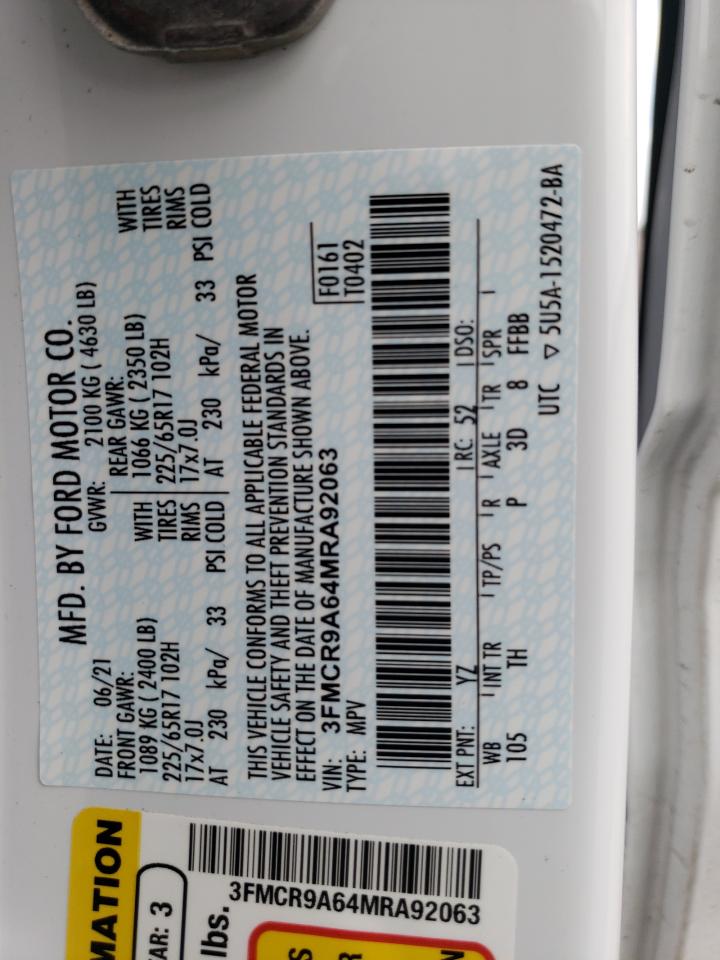 MFD. BY FORD MOTOR CO.
DATE: 06/21 GVWR: 2100 KG ( 4630 LB)
FRONT GAWR: REAR GAWR:
1089 KG ( 2400 LB) WITH 1066 KG ( 2350 LB) WITH
225/65R17 102H TIRES 225/65R17 102H TIRES
17x7.0J RIMS 17x7.0J RIMS
AT 230 kPa/ 33 PSI COLD AT 230 kPa/ 33 PSI COLD
THIS VEHICLE CONFORMS TO ALL APPLICABLE FEDERAL MOTOR
VEHICLE SAFETY AND THEFT PREVENTION STANDARDS IN
EFFECT ON THE DATE OF MANUFACTURE SHOWN ABOVE.
VIN: 3FMCR9A64MRA92063 F0161
TYPE: MPV T0402
EXT PNT: YZ RC: 52 DSO:
WB INT TR TP/PS R AXLE TR SPR
105 TH P 3D 8 FFBB
UTC ▽ 5U5A-1520472-BA
MATION
AR: 3
3FMCR9A64MRA92063
lbs.